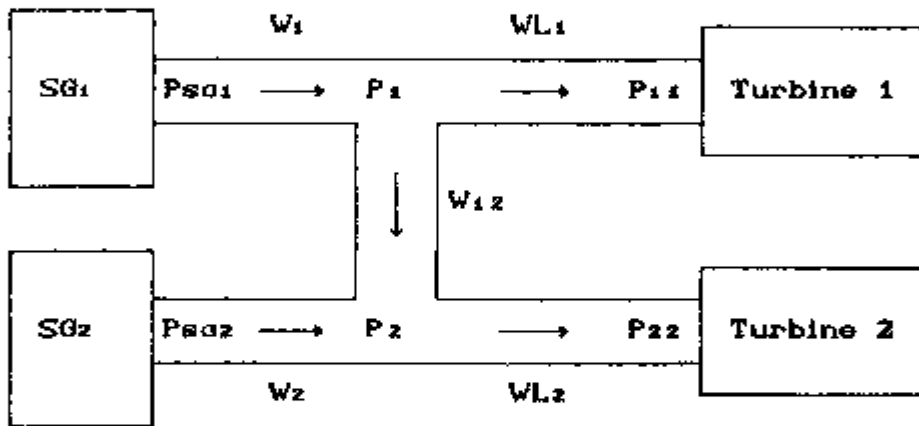 W1 WL1
SG1 PSG1 P1 P11 Turbine 1
W12
SG2 PSG2 P2 P22 Turbine 2
W2 WL2